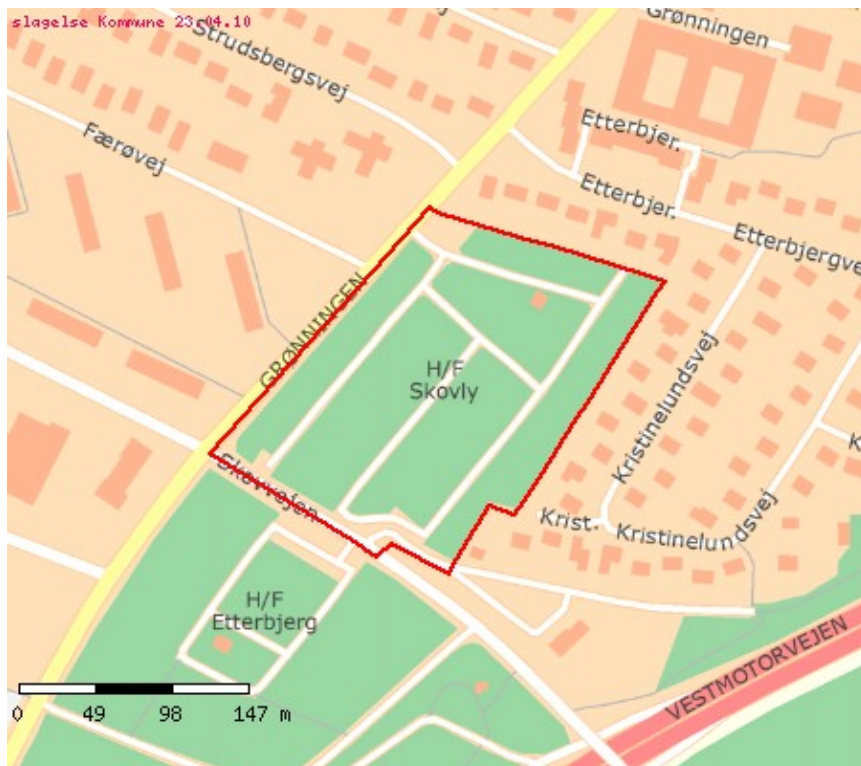 slagelse Kommune 23-04.10
Grønningen
Strudsbergsvej
Færøvej
Etterbjer.
Etterbjer.
Etterbjergve
GRØNNINGEN
H/F
Skovly
Kristinelundsvej
Skovvejen
Krist.
Kristinelundsvej
K
H/F
Etterbjerg
VESTMOTORVEJEN
0 49 98 147 m